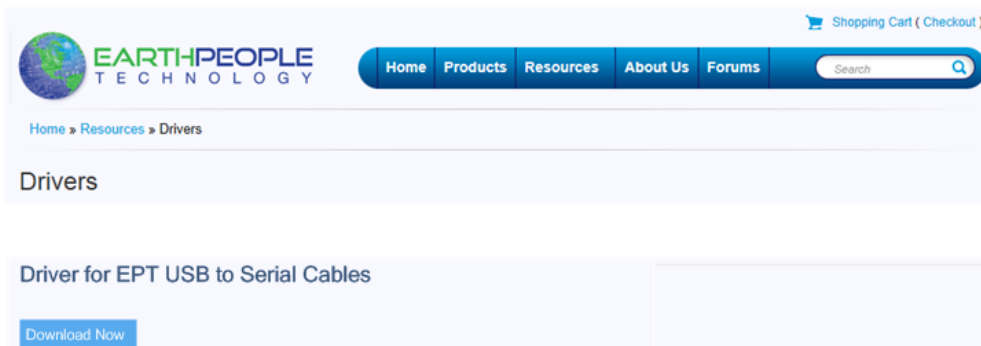 Shopping Cart ( Checkout )
EARTHPEOPLE
TECHNOLOGY
Home Products Resources About Us Forums Search
Home » Resources » Drivers
Drivers
Driver for EPT USB to Serial Cables
Download Now